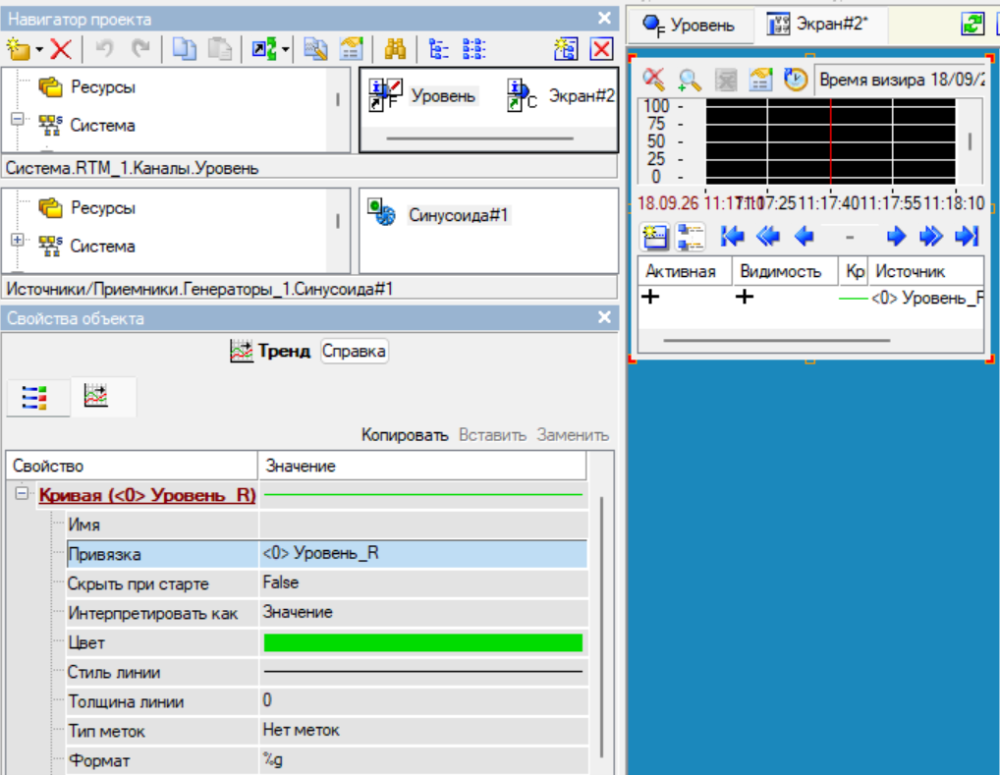 Навигатор проекта
Ресурсы
Система
Уровень
Экран#2
Система.RTM_1.Каналы.Уровень
Ресурсы
Система
Синусоида#1
Источники/Приемники.Генераторы_1.Синусоида#1
Свойства объекта
Тренд Справка
Копировать Вставить Заменить
Свойство Значение
Кривая (<0> Уровень_R)
Имя
Привязка <0> Уровень_R
Скрыть при старте False
Интерпретировать как Значение
Цвет
Стиль линии
Толщина линии 0
Тип меток Нет меток
Формат %g
Уровень Экран#2*
Время визира 18/09/2
100
75
50
25
0
18.09.26 11:17:25 11:17:40 11:17:55 11:18:10
Активная Видимость Кр Источник
<0> Уровень_R